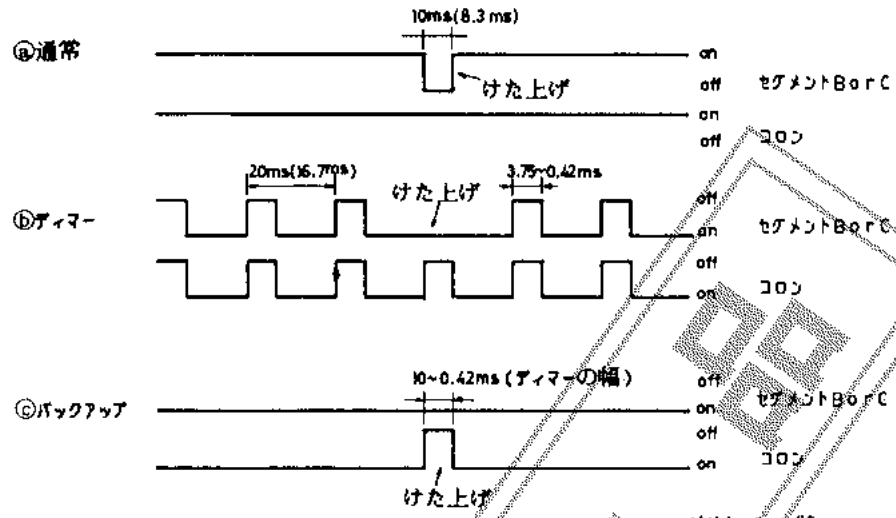 10ms(8.3ms)
ⓐ通常
on
けた上げ
off セグメントBorC
on
off コロン
20ms(16.7ms)
けた上げ
3.75~0.42ms
off
ⓑディマー
on セグメントBorC
off
on コロン
10~0.42ms(ディマーの幅)
off
ⓒバックアップ
on セグメントBorC
off
on コロン
けた上げ